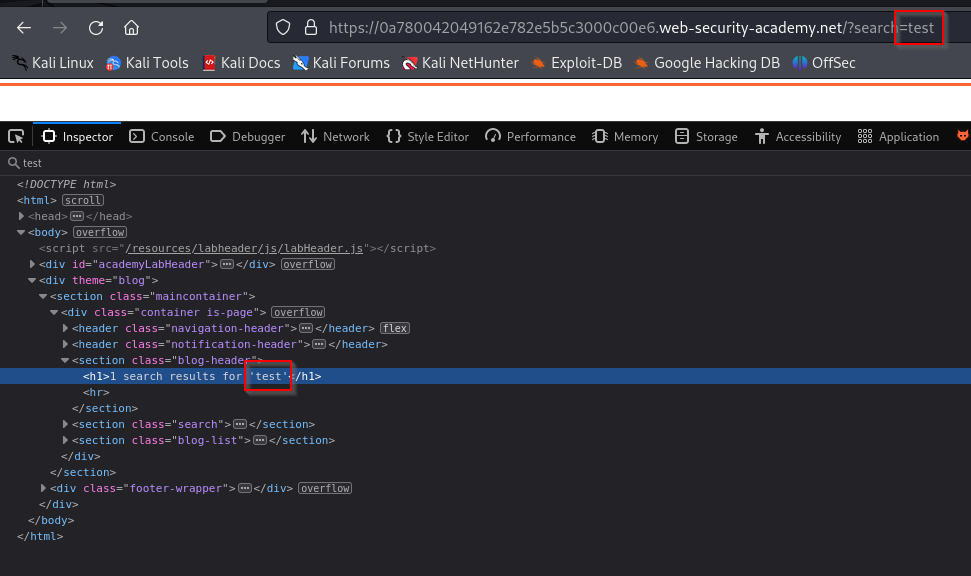 https://0a780042049162e782e5b5c3000c00e6.web-security-academy.net/?search=test
Kali Linux Kali Tools Kali Docs Kali Forums Kali NetHunter Exploit-DB Google Hacking DB OffSec
Inspector Console Debugger Network Style Editor Performance Memory Storage Accessibility Application
test
<!DOCTYPE html>
<html> scroll
<head> ••• </head>
<body> overflow
<script src="/resources/labheader/js/labHeader.js"></script>
<div id="academyLabHeader"> ••• </div> overflow
<div theme="blog">
<section class="maincontainer">
<div class="container is-page"> overflow
<header class="navigation-header"> ••• </header> flex
<header class="notification-header"> ••• </header>
<section class="blog-header">
<h1>1 search results for 'test'</h1>
<hr>
</section>
<section class="search"> ••• </section>
<section class="blog-list"> ••• </section>
</div>
</section>
<div class="footer-wrapper"> ••• </div> overflow
</div>
</body>
</html>